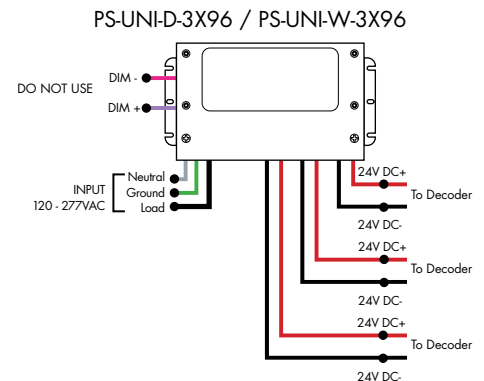 PS-UNI-D-3X96 / PS-UNI-W-3X96
DO NOT USE
DIM -
DIM +
INPUT
120 - 277VAC
Neutral
Ground
Load
24V DC+
To Decoder
24V DC-
24V DC+
To Decoder
24V DC-
24V DC+
To Decoder
24V DC-